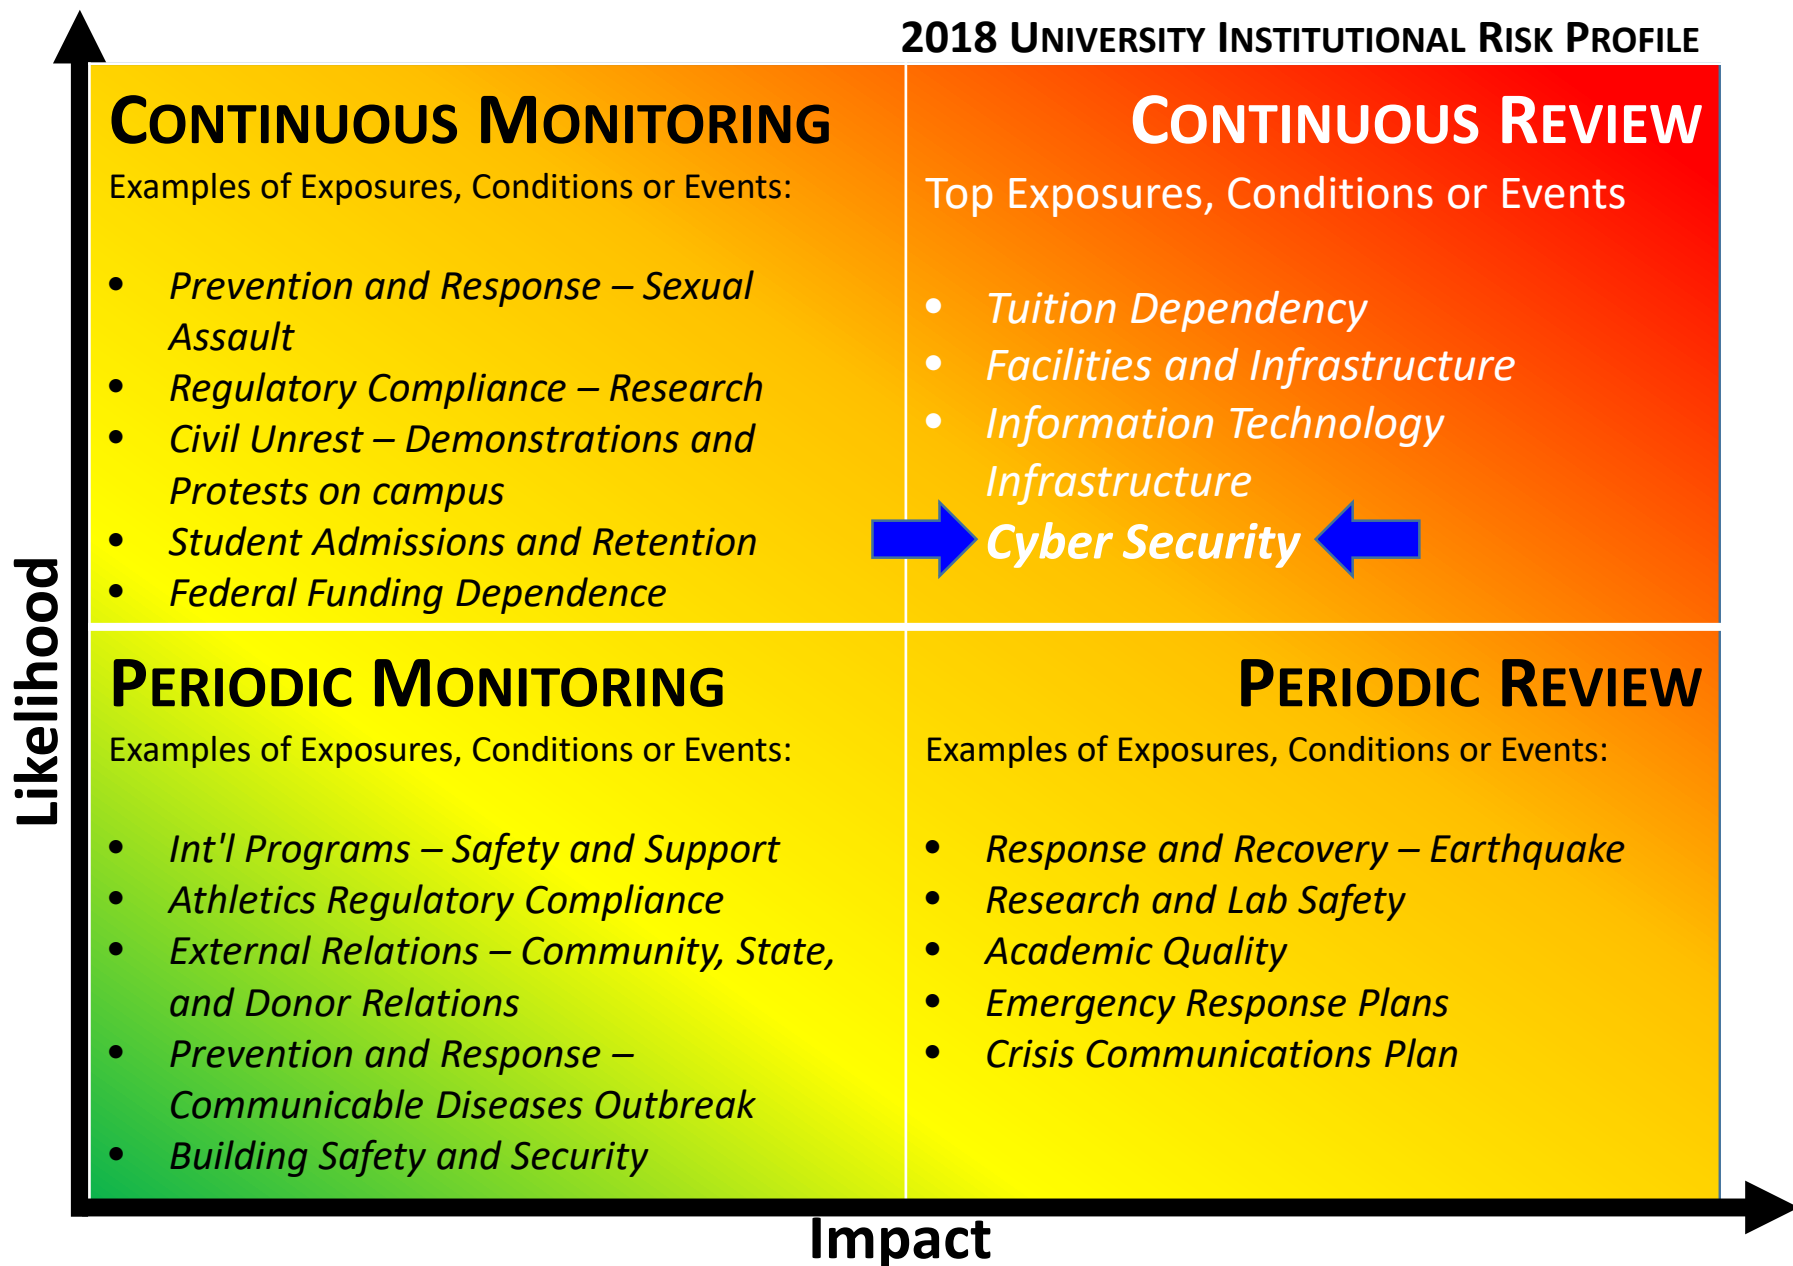 2018 UNIVERSITY INSTITUTIONAL RISK PROFILE
CONTINUOUS MONITORING
Examples of Exposures, Conditions or Events:
• Prevention and Response – Sexual
Assault
• Regulatory Compliance – Research
• Civil Unrest – Demonstrations and
Protests on campus
• Student Admissions and Retention
• Federal Funding Dependence
CONTINUOUS REVIEW
Top Exposures, Conditions or Events
• Tuition Dependency
• Facilities and Infrastructure
• Information Technology
Infrastructure
Cyber Security
PERIODIC MONITORING
Examples of Exposures, Conditions or Events:
• Int'l Programs – Safety and Support
• Athletics Regulatory Compliance
• External Relations – Community, State,
and Donor Relations
• Prevention and Response –
Communicable Diseases Outbreak
• Building Safety and Security
PERIODIC REVIEW
Examples of Exposures, Conditions or Events:
• Response and Recovery – Earthquake
• Research and Lab Safety
• Academic Quality
• Emergency Response Plans
• Crisis Communications Plan
Likelihood
Impact